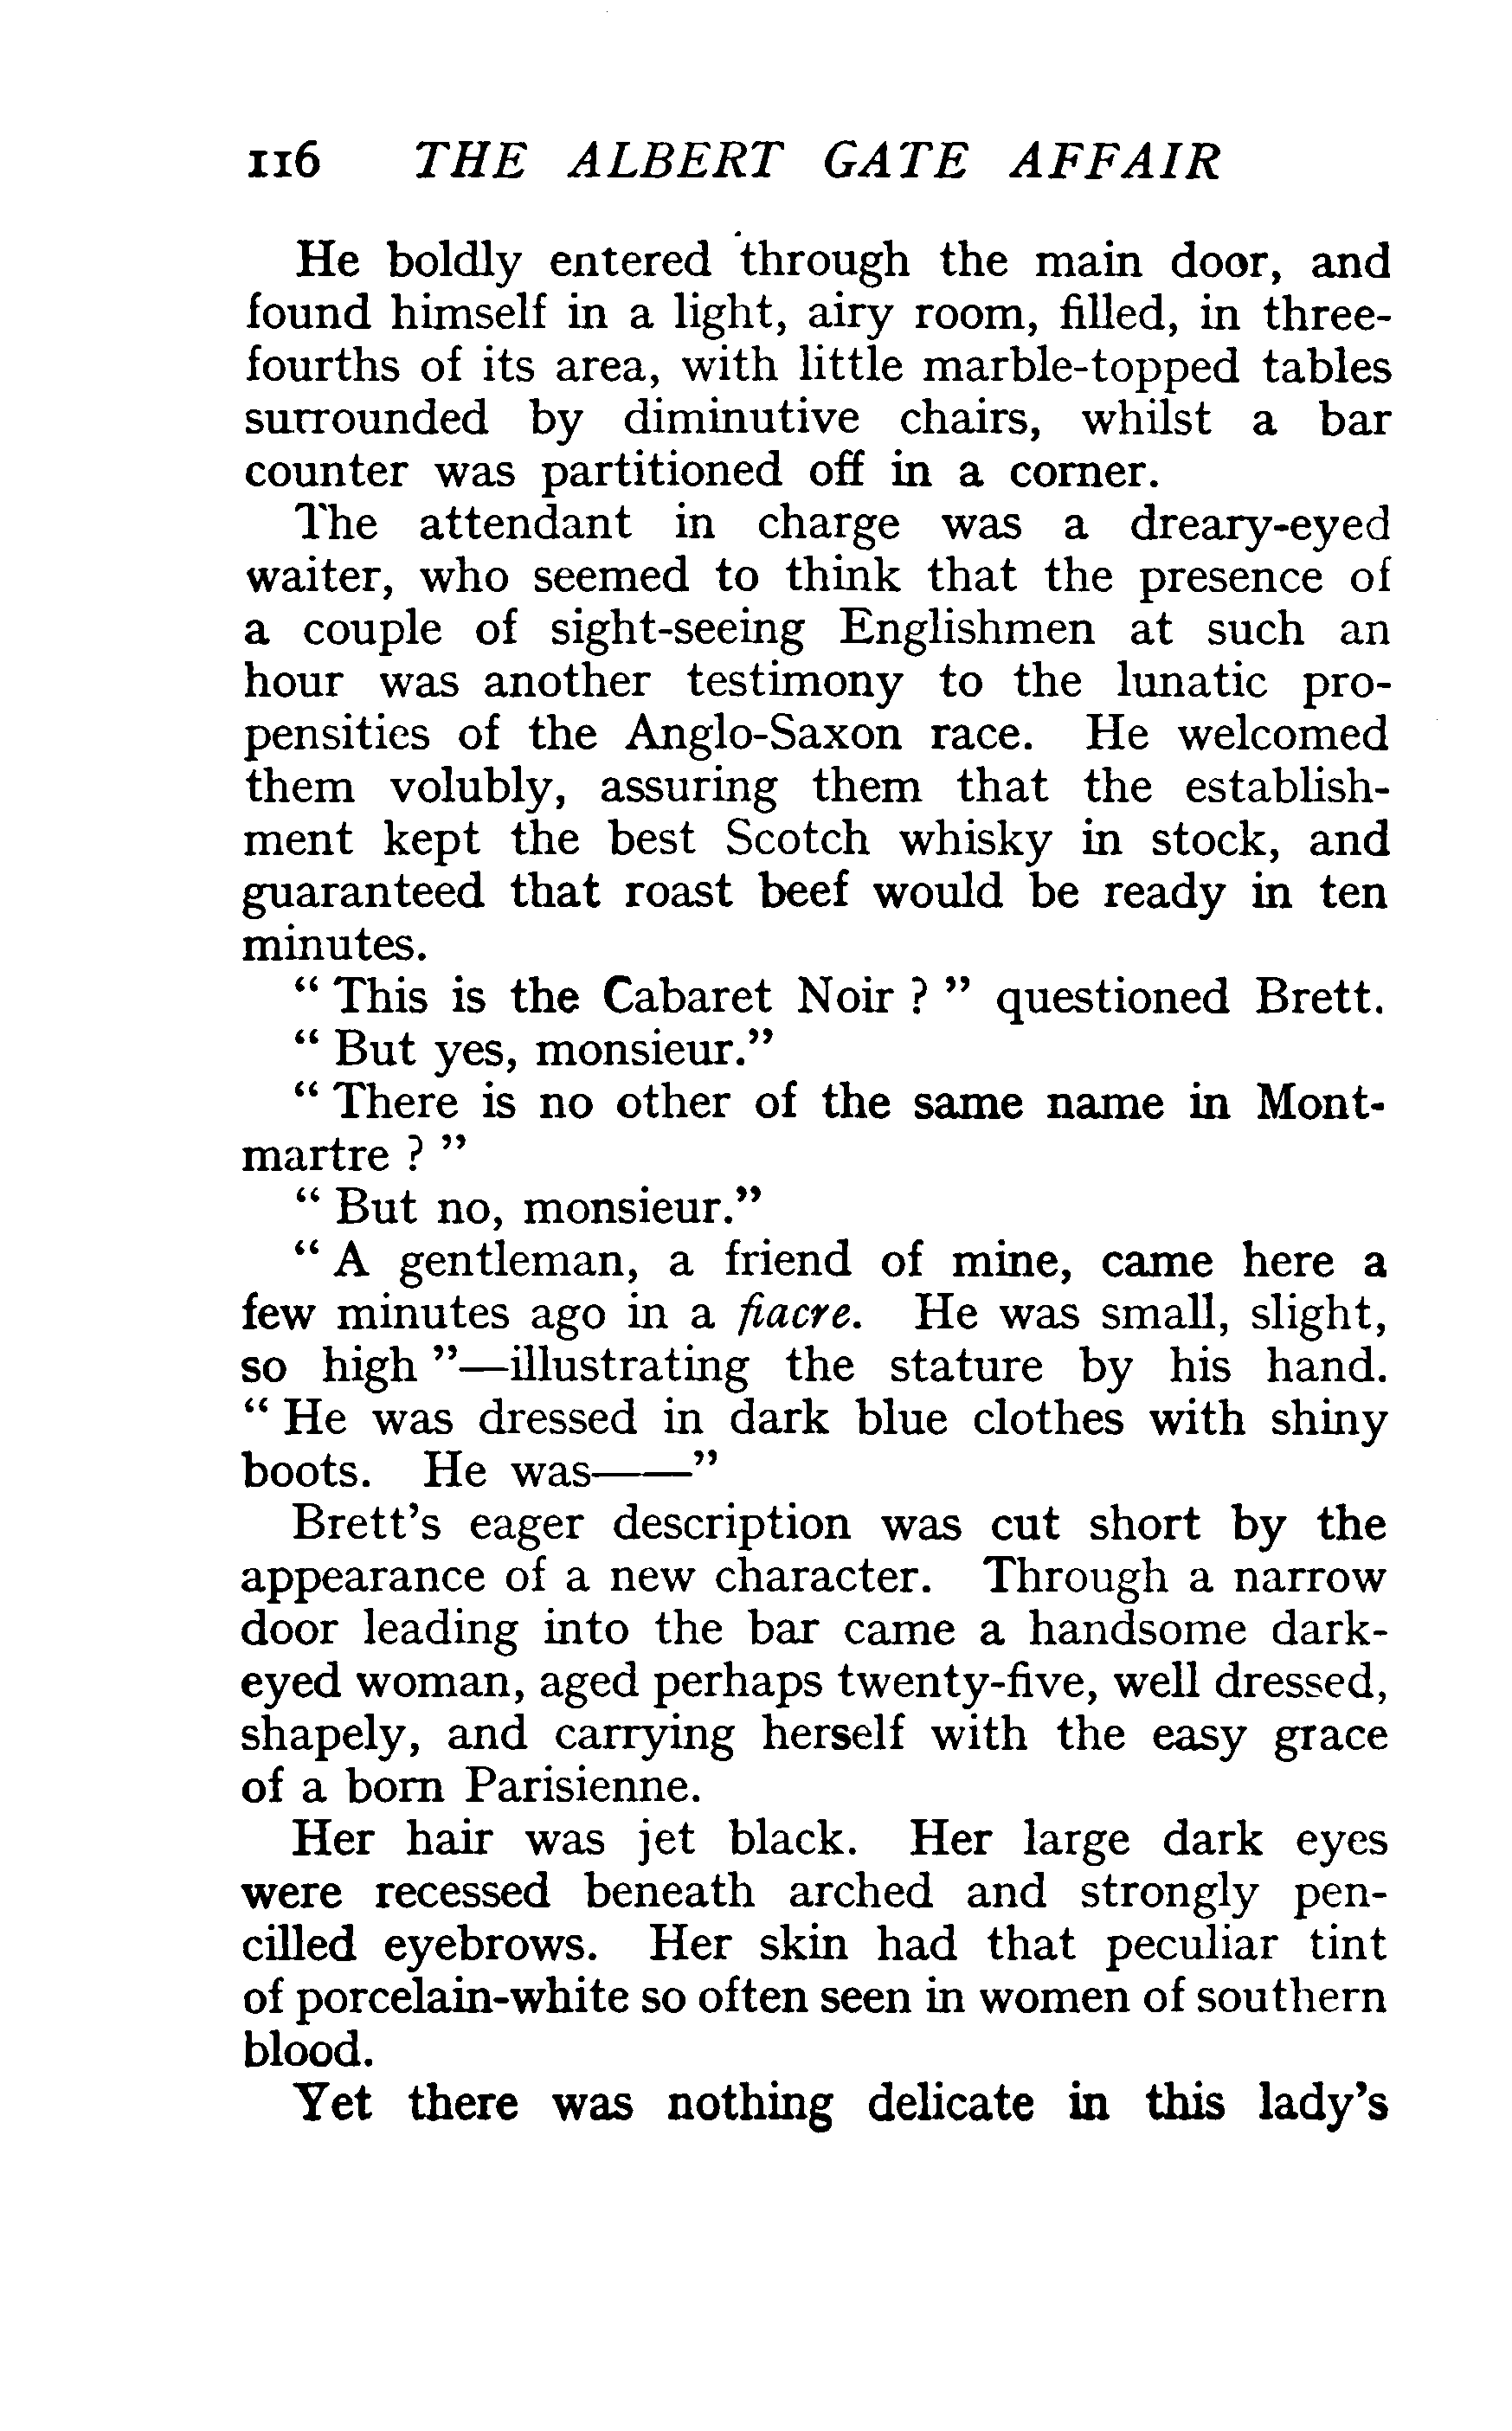 116 THE ALBERT GATE AFFAIR
He boldly entered through the main door, and
found himself in a light, airy room, filled, in three-
fourths of its area, with little marble-topped tables
surrounded by diminutive chairs, whilst a bar
counter was partitioned off in a corner.
The attendant in charge was a dreary-eyed
waiter, who seemed to think that the presence of
a couple of sight-seeing Englishmen at such an
hour was another testimony to the lunatic pro-
pensities of the Anglo-Saxon race. He welcomed
them volubly, assuring them that the establish-
ment kept the best Scotch whisky in stock, and
guaranteed that roast beef would be ready in ten
minutes.
“ This is the Cabaret Noir ? ” questioned Brett.
“ But yes, monsieur.”
“ There is no other of the same name in Mont-
martre ? ”
“ But no, monsieur.”
“ A gentleman, a friend of mine, came here a
few minutes ago in a fiacre. He was small, slight,
so high ”—illustrating the stature by his hand.
“ He was dressed in dark blue clothes with shiny
boots. He was——”
Brett’s eager description was cut short by the
appearance of a new character. Through a narrow
door leading into the bar came a handsome dark-
eyed woman, aged perhaps twenty-five, well dressed,
shapely, and carrying herself with the easy grace
of a born Parisienne.
Her hair was jet black. Her large dark eyes
were recessed beneath arched and strongly pen-
cilled eyebrows. Her skin had that peculiar tint
of porcelain-white so often seen in women of southern
blood.
Yet there was nothing delicate in this lady’s